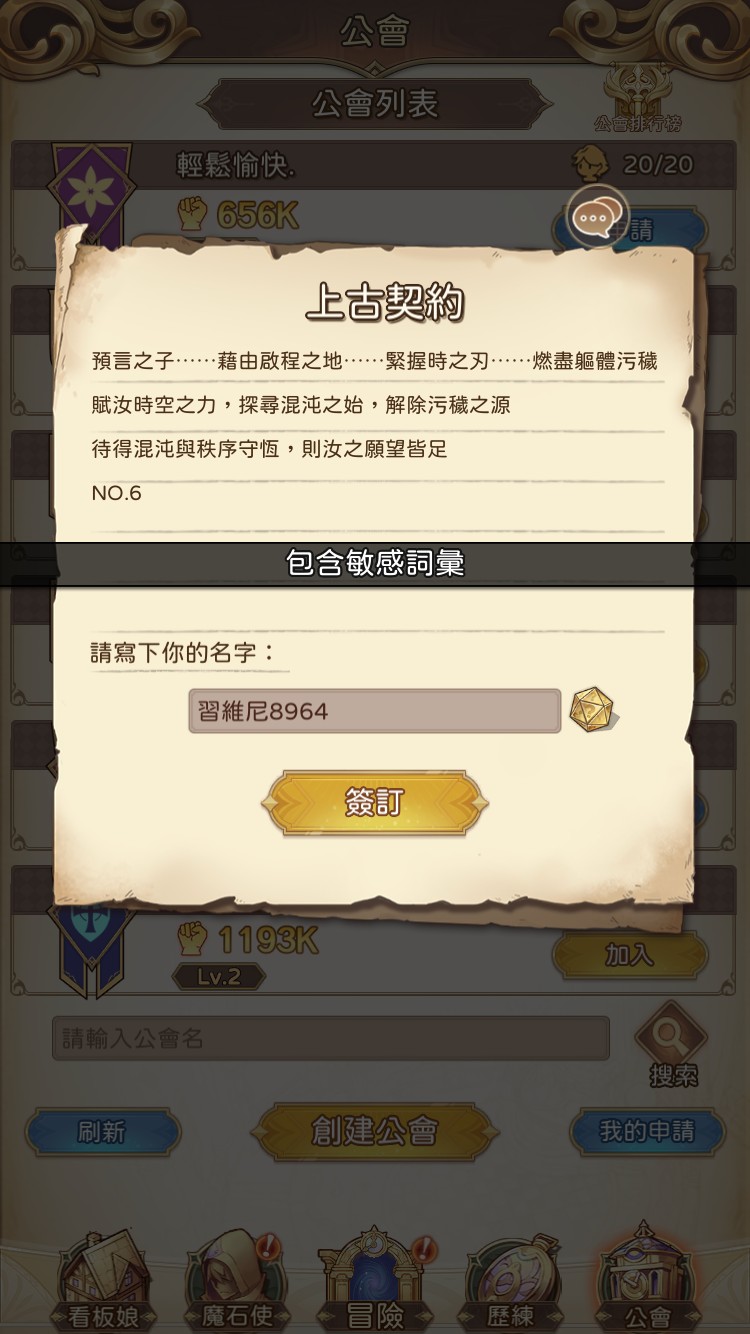 公會
公會列表
公會排行榜
輕鬆愉快.
20/20
656K
申請
上古契約
預言之子……藉由啟程之地……緊握時之刃……燃盡軀體污穢
賦汝時空之力，探尋混沌之始，解除污穢之源
待得混沌與秩序守恆，則汝之願望皆足
NO.6
包含敏感詞彙
請寫下你的名字：
習維尼8964
簽訂
1193K
Lv.2
加入
請輸入公會名
搜索
刷新
創建公會
我的申請
看板娘
魔石使
冒險
歷練
公會